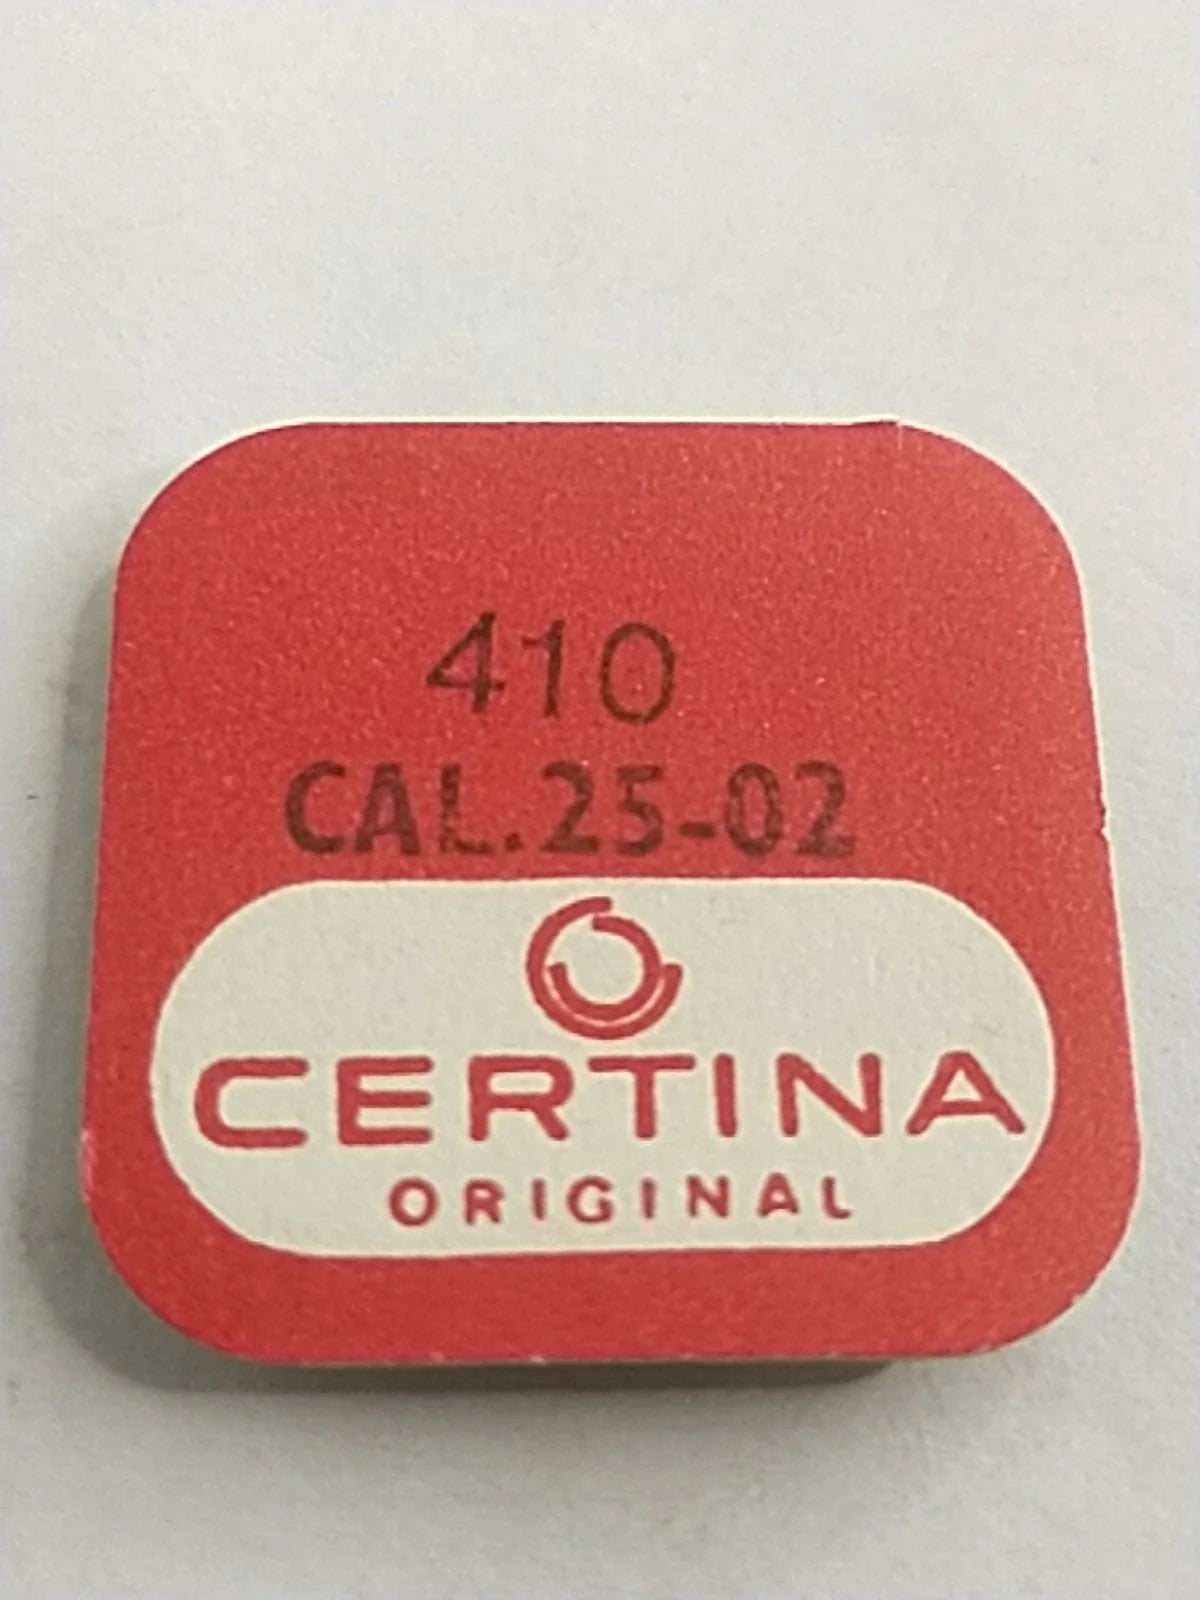 410
CAL.25-02
CERTINA
ORIGINAL